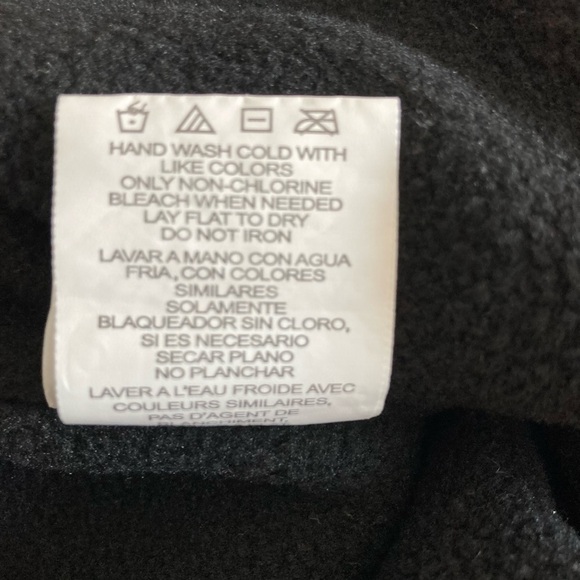 HAND WASH COLD WITH
LIKE COLORS
ONLY NON-CHLORINE
BLEACH WHEN NEEDED
LAY FLAT TO DRY
DO NOT IRON
LAVAR A MANO CON AGUA
FRIA, CON COLORES
SIMILARES
SOLAMENTE
BLAQUEADOR SIN CLORO,
SI ES NECESARIO
SECAR PLANO
NO PLANCHAR
LAVER A L'EAU FROIDE AVEC
COULEURS SIMILAIRES,
PAS D'AGENT DE
BLANCHIMENT,